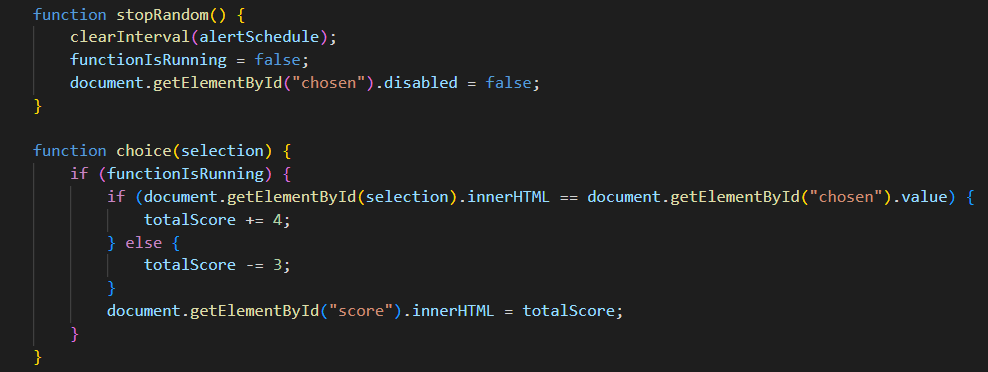 function stopRandom() {
    clearInterval(alertSchedule);
    functionIsRunning = false;
    document.getElementById("chosen").disabled = false;
}

function choice(selection) {
    if (functionIsRunning) {
        if (document.getElementById(selection).innerHTML == document.getElementById("chosen").value) {
            totalScore += 4;
        } else {
            totalScore -= 3;
        }
        document.getElementById("score").innerHTML = totalScore;
    }
}